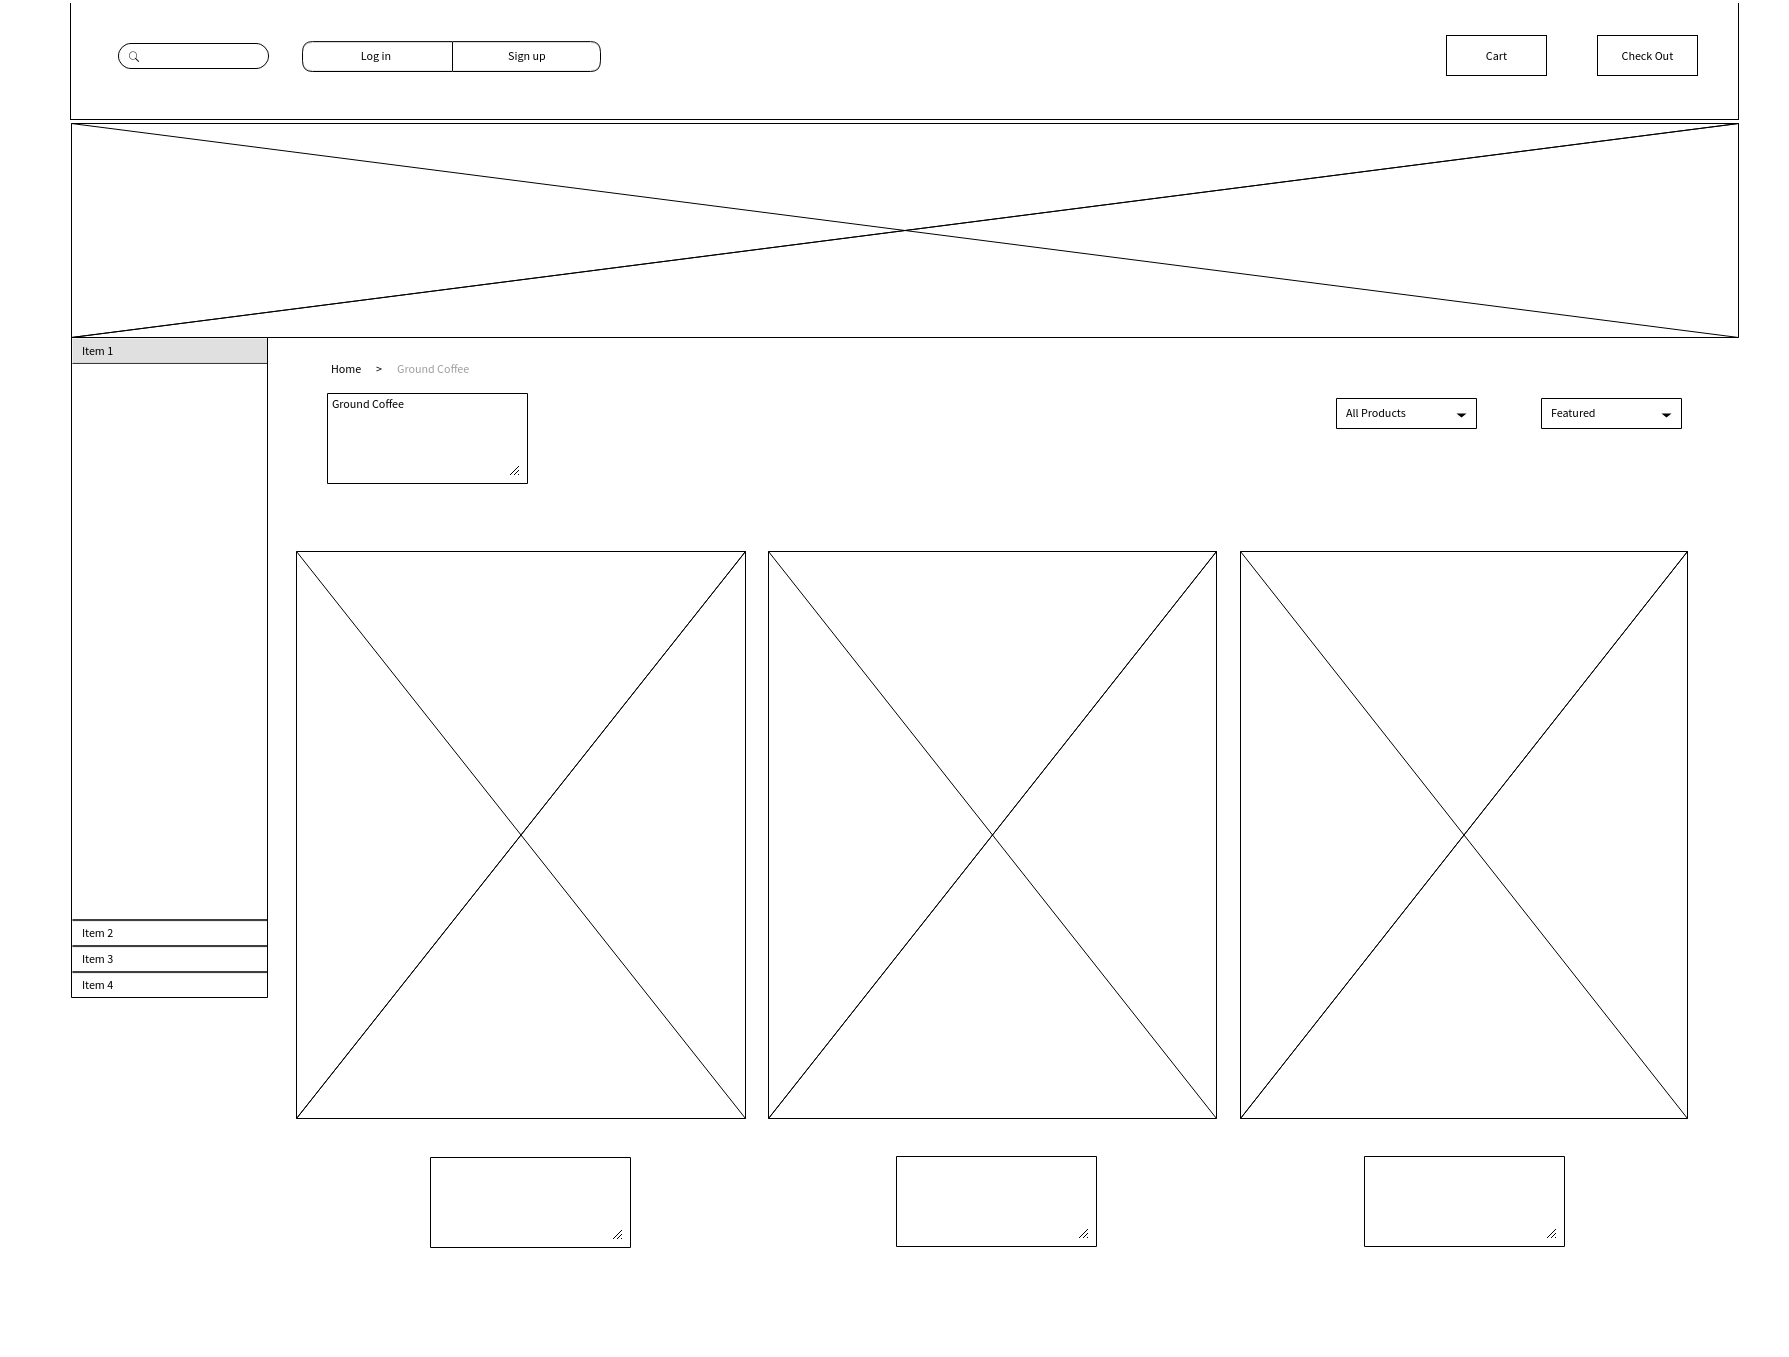 Log in
Sign up
Cart
Check Out
Item 1
Home > Ground Coffee
Ground Coffee
All Products
Featured
Item 2
Item 3
Item 4